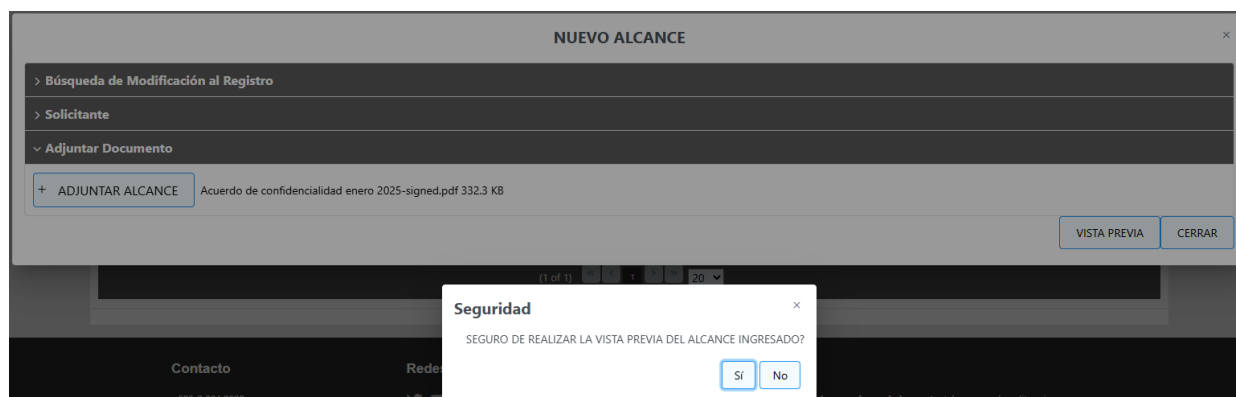 NUEVO ALCANCE ×
> Búsqueda de Modificación al Registro
> Solicitante
Adjuntar Documento
+ ADJUNTAR ALCANCE Acuerdo de confidencialidad enero 2025-signed.pdf 332.3 KB
VISTA PREVIA CERRAR
(1 of 1) « < 1 > » 20
Seguridad ×
SEGURO DE REALIZAR LA VISTA PREVIA DEL ALCANCE INGRESADO?
Sí No
Contacto Redes